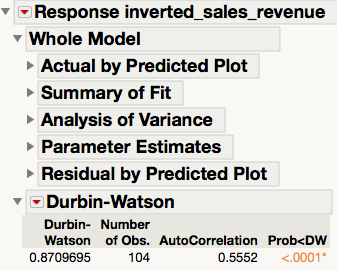 Response inverted_sales_revenue
Whole Model
Actual by Predicted Plot
Summary of Fit
Analysis of Variance
Parameter Estimates
Residual by Predicted Plot
Durbin-Watson
Durbin- Number
Watson of Obs. AutoCorrelation Prob<DW
0.8709695 104 0.5552 <.0001*